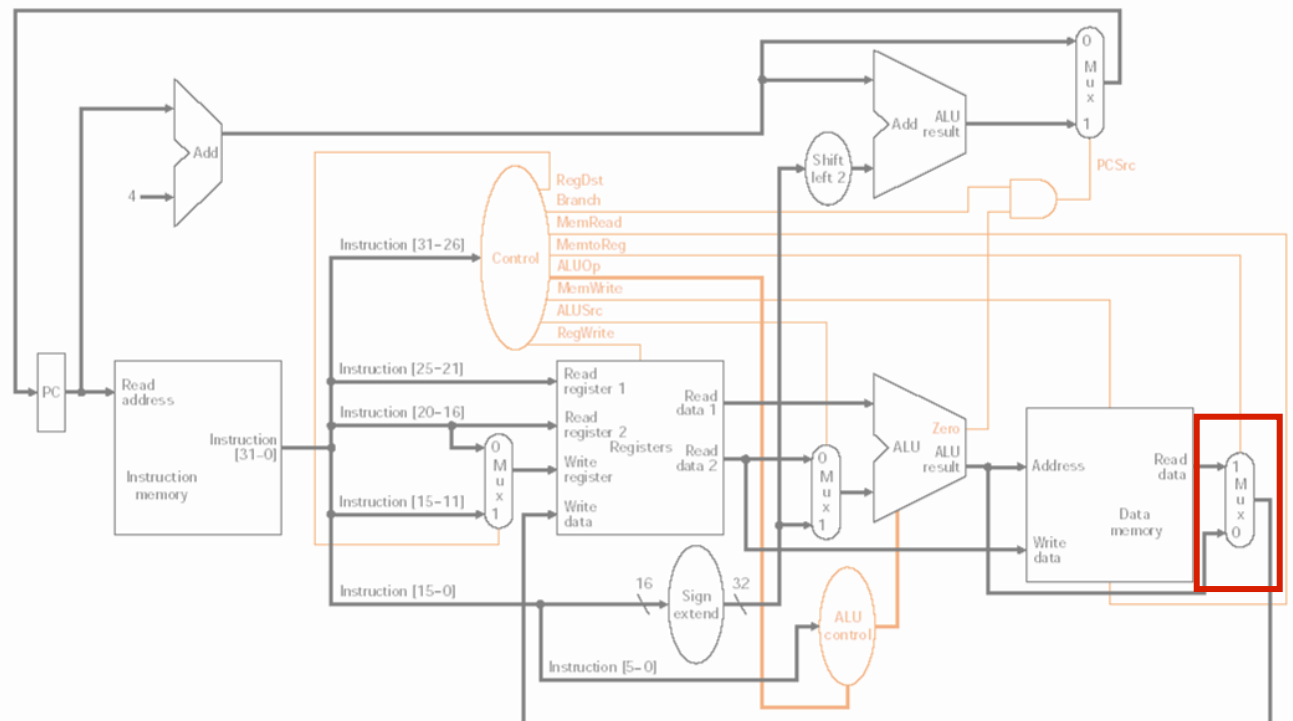 0
M
u
x
1
Add
ALU
result
Add
4
Shift
left 2
PCSrc
RegDst
Branch
MemRead
MemtoReg
ALUOp
MemWrite
ALUSrc
RegWrite
Control
Instruction [31-26]
Instruction [25-21]
Instruction [20-16]
Instruction [15-11]
Instruction [15-0]
Instruction [5-0]
PC
Read
address
Instruction
[31-0]
Instruction
memory
0
M
u
x
1
Read
register 1
Read
register 2
Write
register
Write
data
Registers
Read
data 1
Read
data 2
0
M
u
x
1
Zero
ALU
ALU
result
Address
Write
data
Read
data
Data
memory
1
M
u
x
0
16
Sign
extend
32
ALU
control